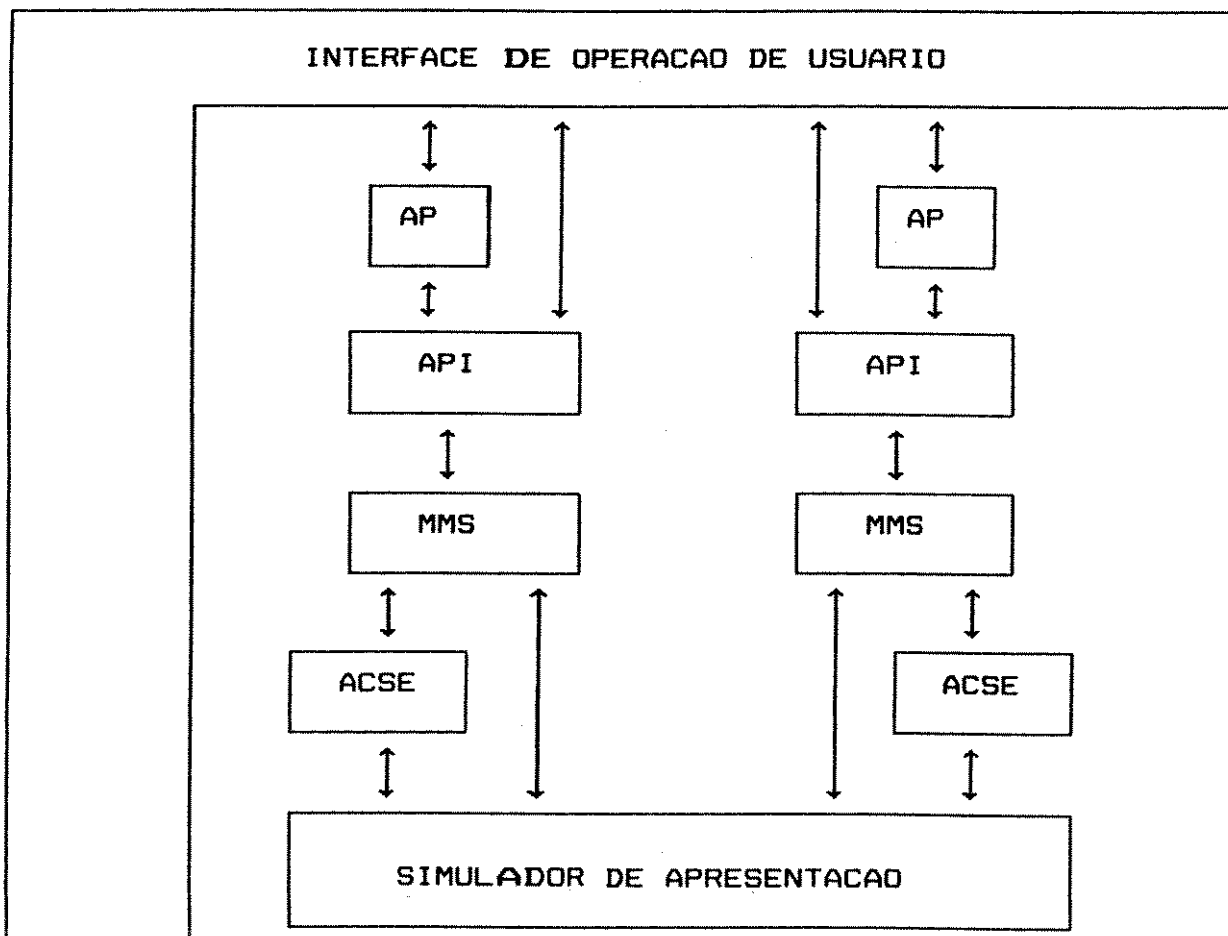 INTERFACE DE OPERACAO DE USUARIO
AP
AP
API
API
MMS
MMS
ACSE
ACSE
SIMULADOR DE APRESENTACAO